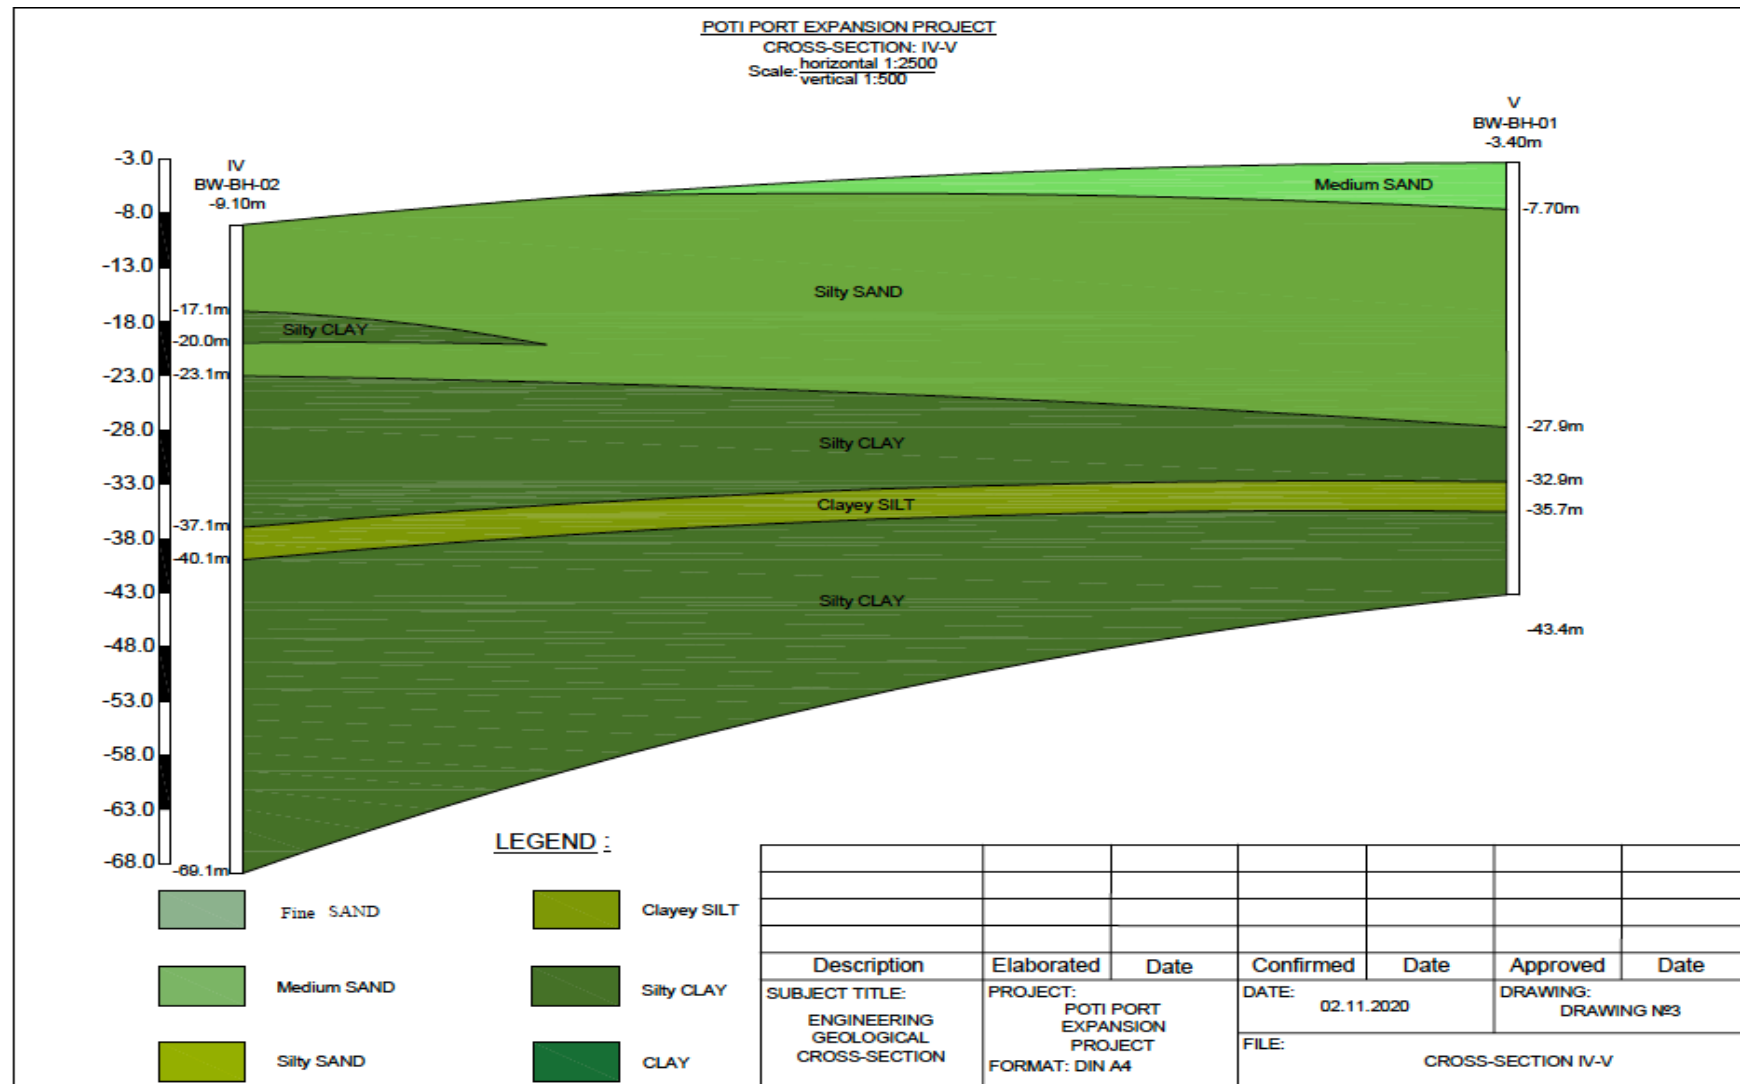 POTI PORT EXPANSION PROJECT
CROSS-SECTION: IV-V
Scale: horizontal 1:2500
vertical 1:500
V
BW-BH-01
-3.40m
IV
BW-BH-02
-9.10m
-3.0
-8.0
-13.0
-18.0
-23.0
-28.0
-33.0
-38.0
-43.0
-48.0
-53.0
-58.0
-63.0
-68.0
-17.1m
-20.0m
-23.1m
-37.1m
-40.1m
-69.1m
Medium SAND
Silty SAND
Silty CLAY
Silty CLAY
Clayey SILT
Silty CLAY
-7.70m
-27.9m
-32.9m
-35.7m
-43.4m
LEGEND :
Fine SAND
Medium SAND
Silty SAND
Clayey SILT
Silty CLAY
CLAY
Description Elaborated Date Confirmed Date Approved Date
SUBJECT TITLE:
ENGINEERING
GEOLOGICAL
CROSS-SECTION
PROJECT:
POTI PORT
EXPANSION
PROJECT
FORMAT: DIN A4
DATE:
02.11.2020
DRAWING:
DRAWING №3
FILE:
CROSS-SECTION IV-V